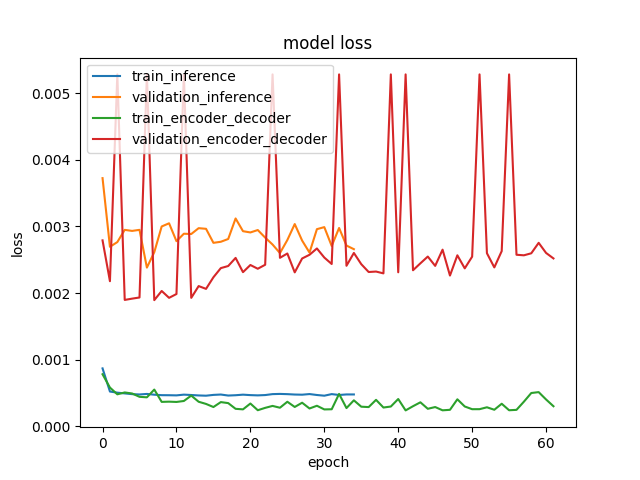 model loss
train_inference
validation_inference
train_encoder_decoder
validation_encoder_decoder
0.005
0.004
0.003
0.002
0.001
0.000
loss
0 10 20 30 40 50 60
epoch